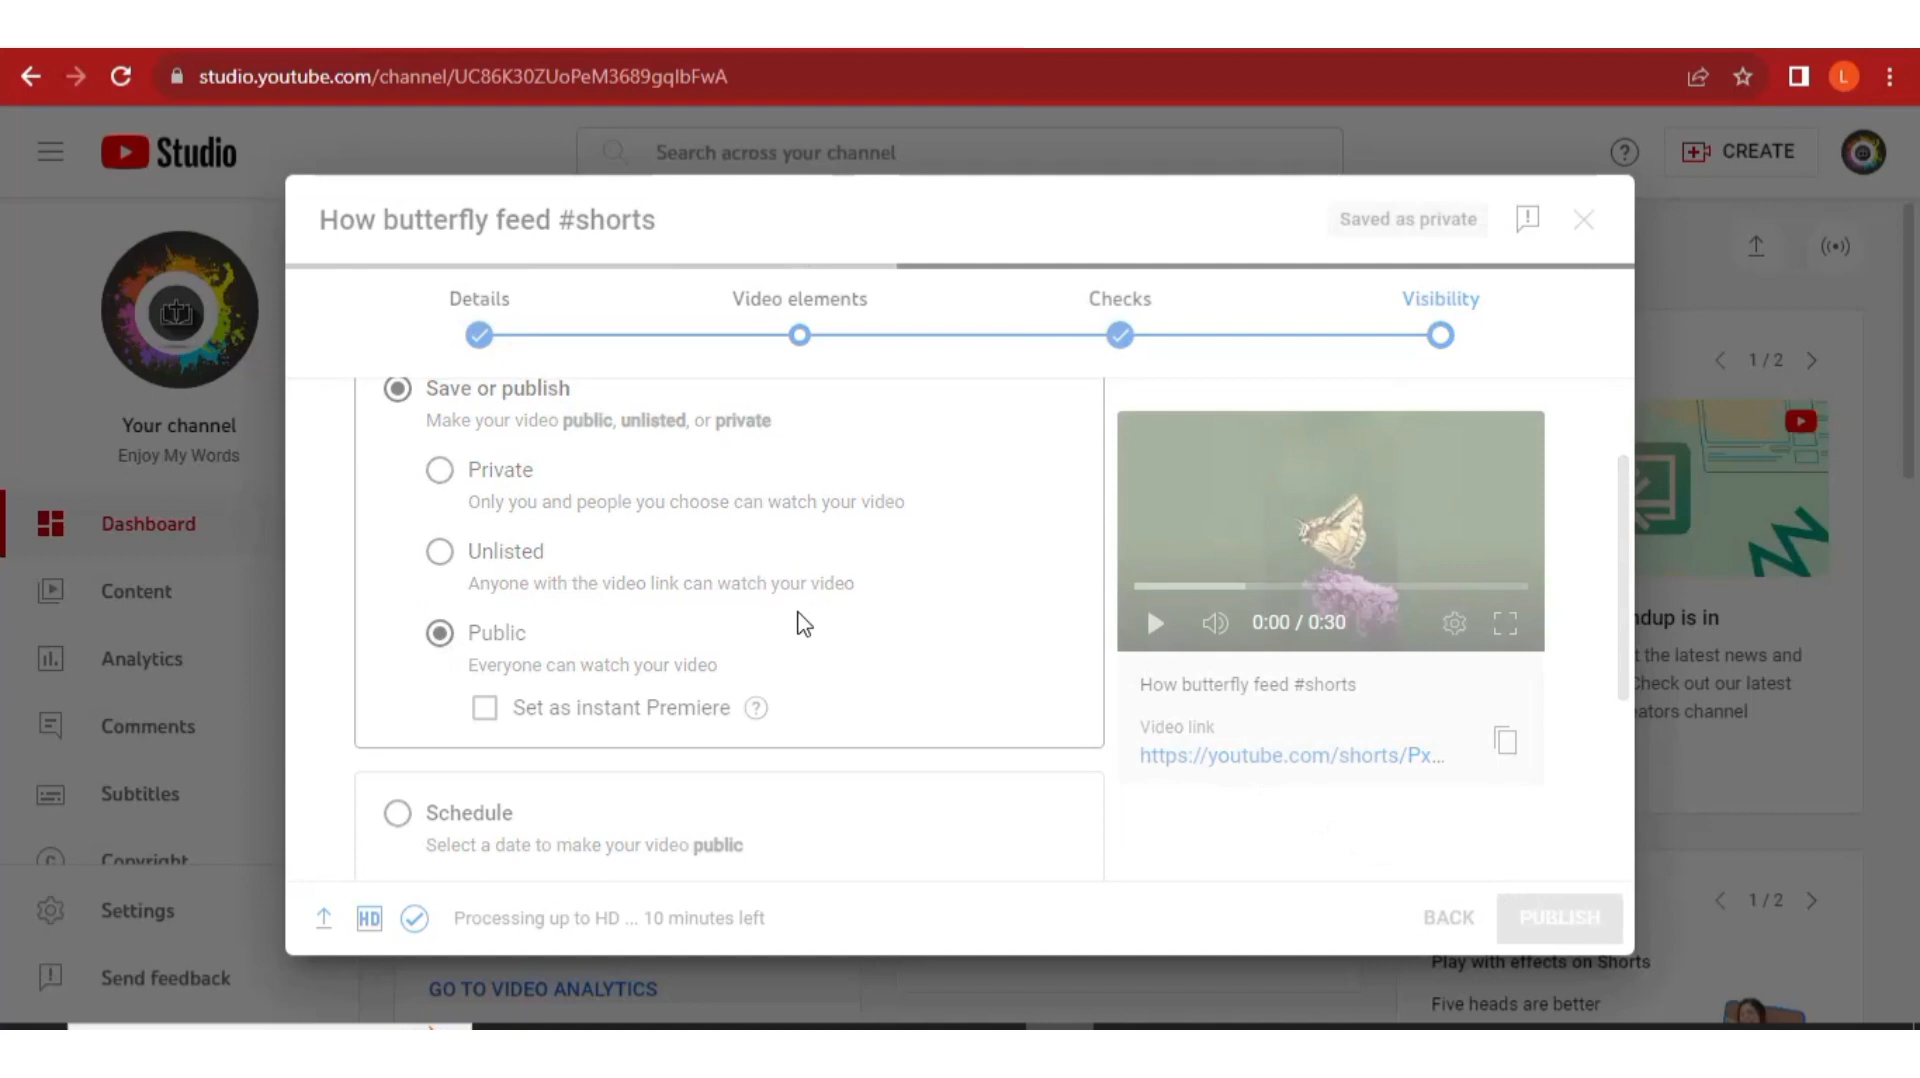 studio.youtube.com/channel/UC86K30ZUoPeM3689gqlbFwA
L
Studio
Search across your channel
CREATE
How butterfly feed #shorts
Saved as private
Details
Video elements
Checks
Visibility
Save or publish
Make your video public, unlisted, or private
Private
Only you and people you choose can watch your video
Unlisted
Anyone with the video link can watch your video
Public
Everyone can watch your video
Set as instant Premiere
Schedule
Select a date to make your video public
0:00 / 0:30
How butterfly feed #shorts
Video link
https://youtube.com/shorts/Px...
HD
Processing up to HD ... 10 minutes left
BACK
PUBLISH
Your channel
Enjoy My Words
Dashboard
Content
Analytics
Comments
Subtitles
Copyright
Settings
Send feedback
GO TO VIDEO ANALYTICS
1 / 2
is in
the latest news and
Check out our latest
channel
1 / 2
Play with effects on Shorts
Five heads are better